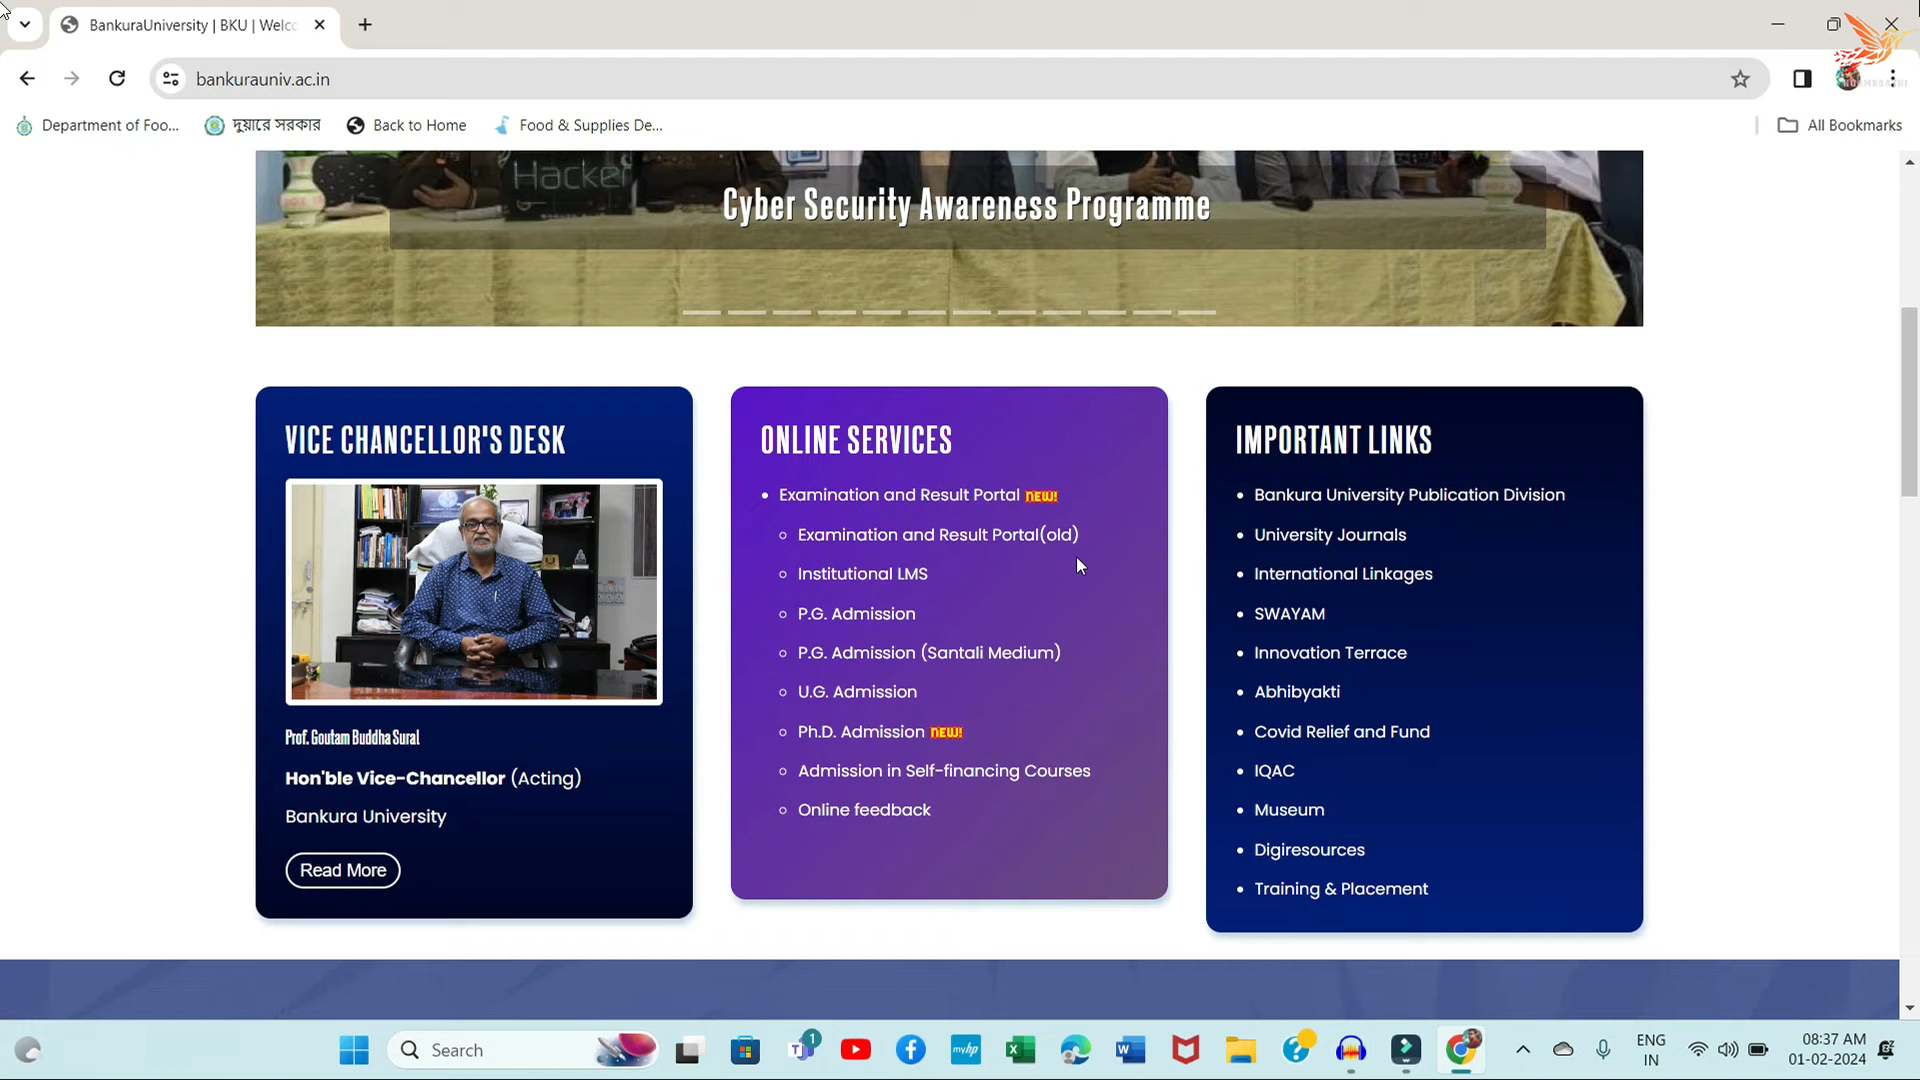 BankuraUniversity | BKU | Welco
bankurauniv.ac.in
Department of Foo...
দুয়ারে সরকার
Back to Home
Food & Supplies De...
All Bookmarks
Hacker
Cyber Security Awareness Programme
VICE CHANCELLOR'S DESK
Prof. Goutam Buddha Sural
Hon'ble Vice-Chancellor (Acting)
Bankura University
Read More
ONLINE SERVICES
Examination and Result Portal NEW!
Examination and Result Portal(old)
Institutional LMS
P.G. Admission
P.G. Admission (Santali Medium)
U.G. Admission
Ph.D. Admission NEW!
Admission in Self-financing Courses
Online feedback
IMPORTANT LINKS
Bankura University Publication Division
University Journals
International Linkages
SWAYAM
Innovation Terrace
Abhibyakti
Covid Relief and Fund
IQAC
Museum
Digiresources
Training & Placement
Search
1
myhp
ENG
IN
08:37 AM
01-02-2024